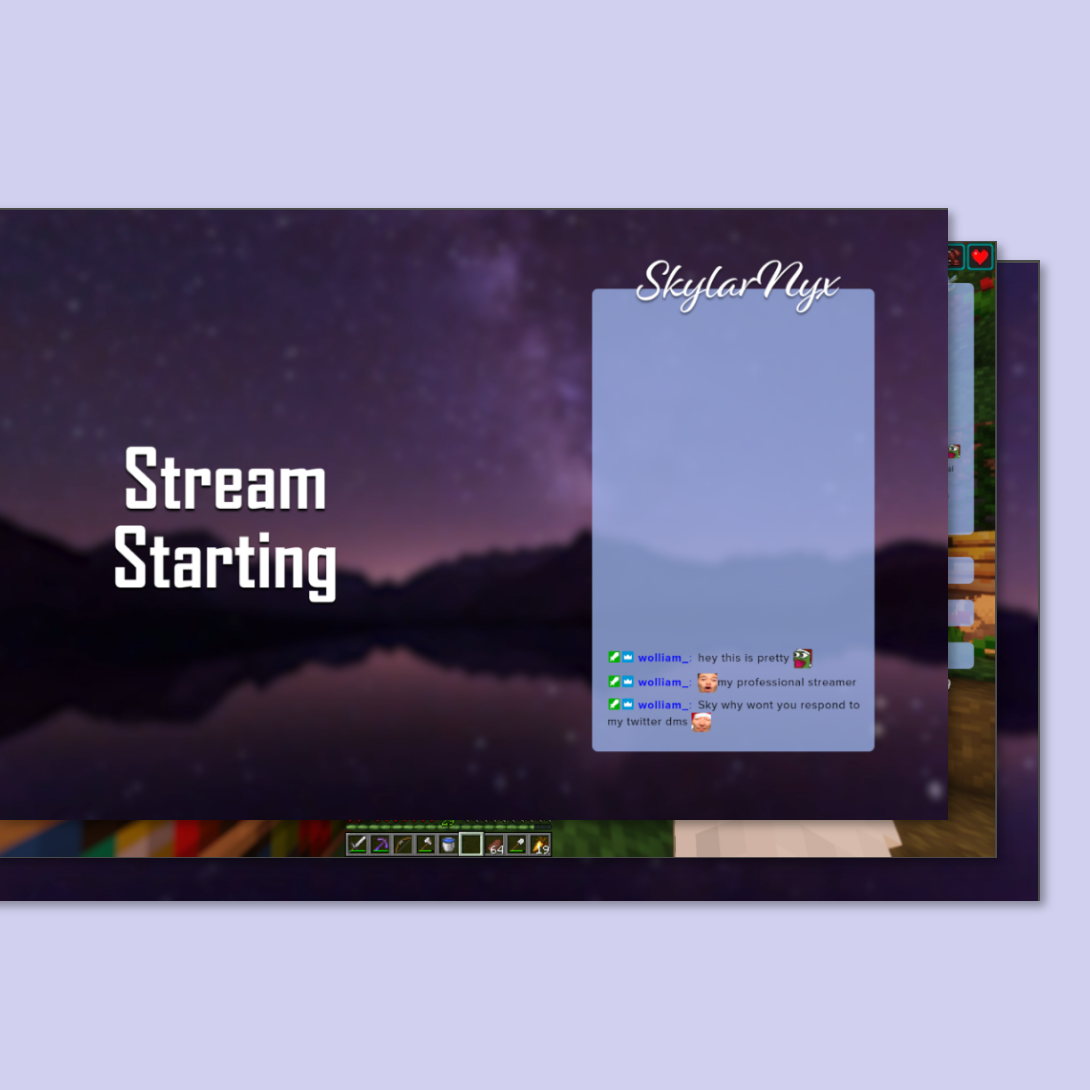 SkylarNyx
Stream
Starting
wolliam_: hey this is pretty
wolliam_: my professional streamer
wolliam_: Sky why wont you respond to
my twitter dms
64
19